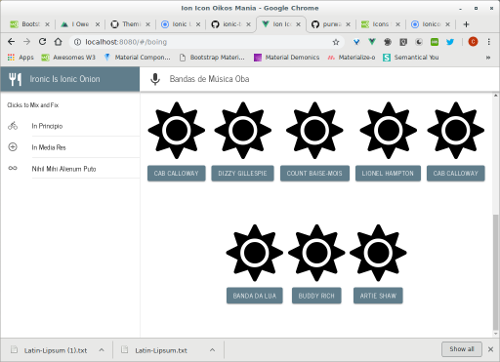 Ion Icon Oikos Mania - Google Chrome
Bootst
I Owe
Them
Ionic
ionic-
Ion Ic
purwa
Icons
Ionico
localhost:8080/#/boing
Apps
Bootstr
Awesomes W3
Material Compon...
Bootstrap Materi...
Material Demonics
Materialize-o
Semantical You
Ironic Is Ionic Onion
Bandas de Música Oba
Clicks to Mix and Fix
In Principio
In Media Res
Nihil Mihi Alienum Puto
CAB CALLOWAY
DIZZY GILLESPIE
COUNT BAISE-MOIS
LIONEL HAMPTON
CAB CALLOWAY
BANDA DA LUA
BUDDY RICH
ARTIE SHAW
Latin-Lipsum (1).txt
Latin-Lipsum.txt
Show all